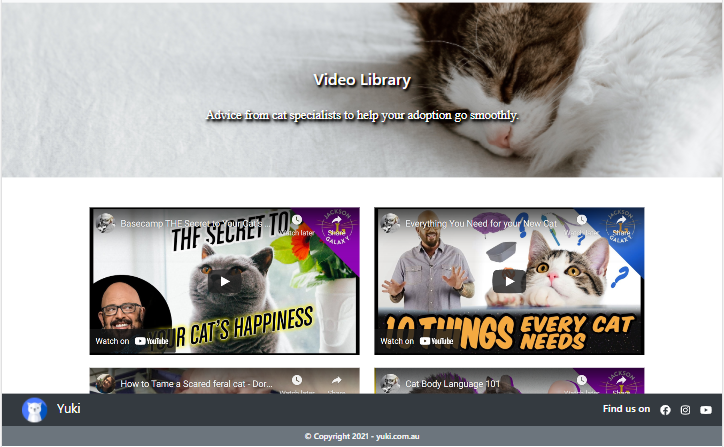 Video Library
Advice from cat specialists to help your adoption go smoothly.
Basecamp THE Secret to Your Cat's ...
Watch later
Share
JACKSON
GALAXY
THE SECRET TO
YOUR CAT'S HAPPINESS
Watch on YouTube
Everything You Need for your New Cat
Watch later
Share
JACKSON
GALAXY
10 THINGS EVERY CAT
NEEDS
Watch on YouTube
How to Tame a Scared feral cat - Dor...
Watch later
Share
Cat Body Language 101
Watch later
Share
Yuki
Find us on
© Copyright 2021 - yuki.com.au